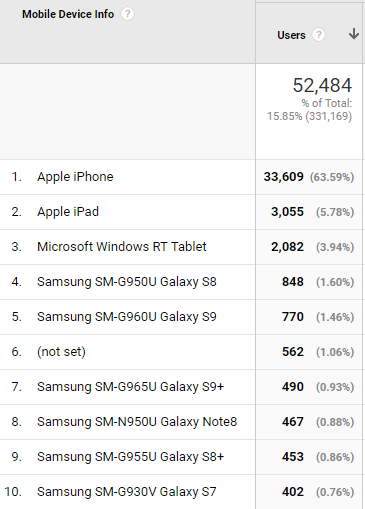 Mobile Device Info ?
Users ?
52,484
% of Total:
15.85% (331,169)
1. Apple iPhone 33,609 (63.59%)
2. Apple iPad 3,055 (5.78%)
3. Microsoft Windows RT Tablet 2,082 (3.94%)
4. Samsung SM-G950U Galaxy S8 848 (1.60%)
5. Samsung SM-G960U Galaxy S9 770 (1.46%)
6. (not set) 562 (1.06%)
7. Samsung SM-G965U Galaxy S9+ 490 (0.93%)
8. Samsung SM-N950U Galaxy Note8 467 (0.88%)
9. Samsung SM-G955U Galaxy S8+ 453 (0.86%)
10. Samsung SM-G930V Galaxy S7 402 (0.76%)